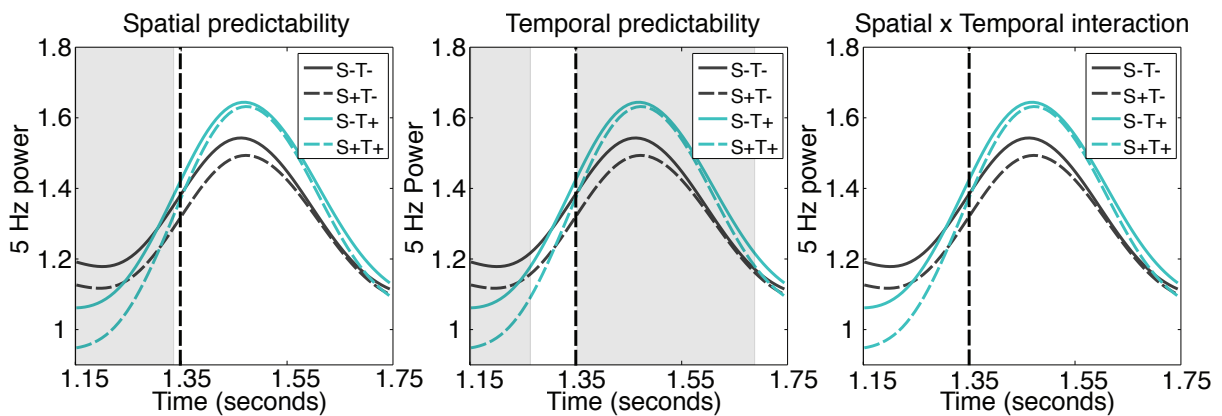 Spatial predictability
1.8
1.6
1.4
1.2
1
5 Hz power
S-T-
S+T-
S-T+
S+T+
1.15
1.35
1.55
1.75
Time (seconds)
Temporal predictability
1.8
1.6
1.4
1.2
1
5 Hz Power
S-T-
S+T-
S-T+
S+T+
1.15
1.35
1.55
1.75
Time (seconds)
Spatial x Temporal interaction
1.8
1.6
1.4
1.2
1
5 Hz power
S-T-
S+T-
S-T+
S+T+
1.15
1.35
1.55
1.75
Time (seconds)